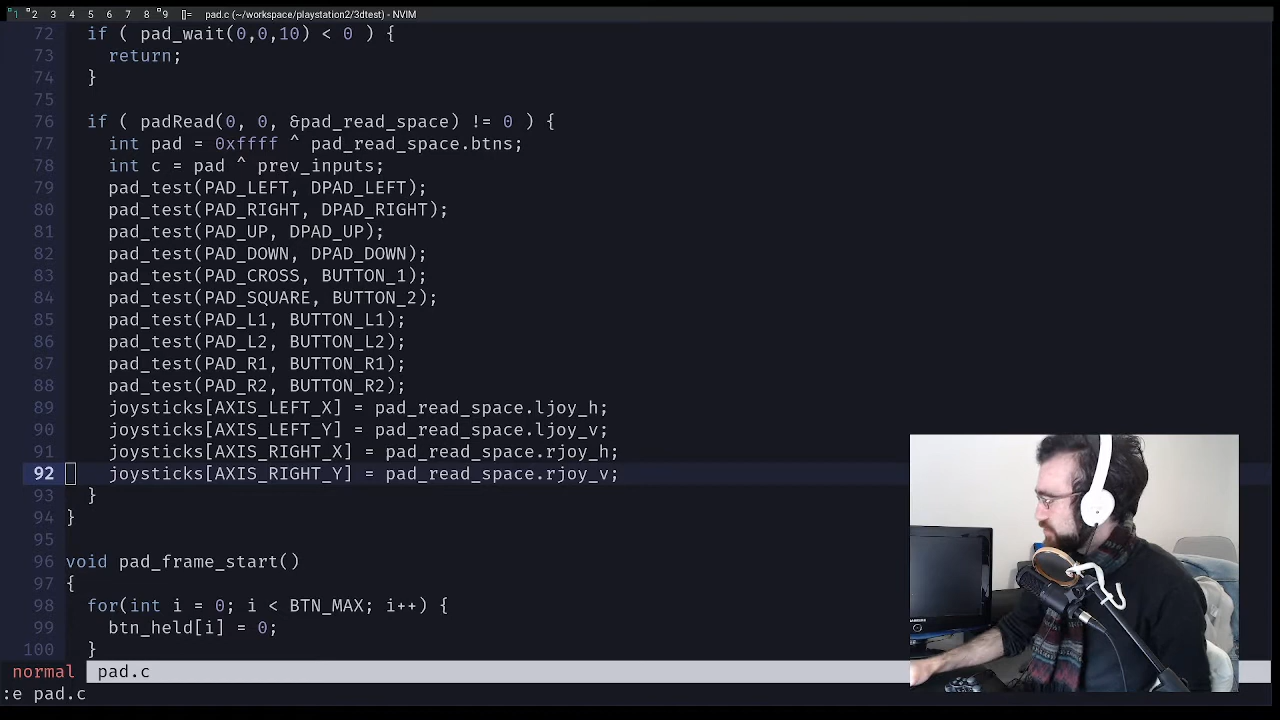 1 2 3 4 5 6 7 8 9 []= pad.c (~/workspace/playstation2/3dtest) - NVIM
72 if ( pad_wait(0,0,10) < 0 ) {
73 return;
74 }
75
76 if ( padRead(0, 0, &pad_read_space) != 0 ) {
77 int pad = 0xffff ^ pad_read_space.btns;
78 int c = pad ^ prev_inputs;
79 pad_test(PAD_LEFT, DPAD_LEFT);
80 pad_test(PAD_RIGHT, DPAD_RIGHT);
81 pad_test(PAD_UP, DPAD_UP);
82 pad_test(PAD_DOWN, DPAD_DOWN);
83 pad_test(PAD_CROSS, BUTTON_1);
84 pad_test(PAD_SQUARE, BUTTON_2);
85 pad_test(PAD_L1, BUTTON_L1);
86 pad_test(PAD_L2, BUTTON_L2);
87 pad_test(PAD_R1, BUTTON_R1);
88 pad_test(PAD_R2, BUTTON_R2);
89 joysticks[AXIS_LEFT_X] = pad_read_space.ljoy_h;
90 joysticks[AXIS_LEFT_Y] = pad_read_space.ljoy_v;
91 joysticks[AXIS_RIGHT_X] = pad_read_space.rjoy_h;
92 joysticks[AXIS_RIGHT_Y] = pad_read_space.rjoy_v;
93 }
94 }
95
96 void pad_frame_start()
97 {
98 for(int i = 0; i < BTN_MAX; i++) {
99 btn_held[i] = 0;
100 }
normal pad.c
:e pad.c